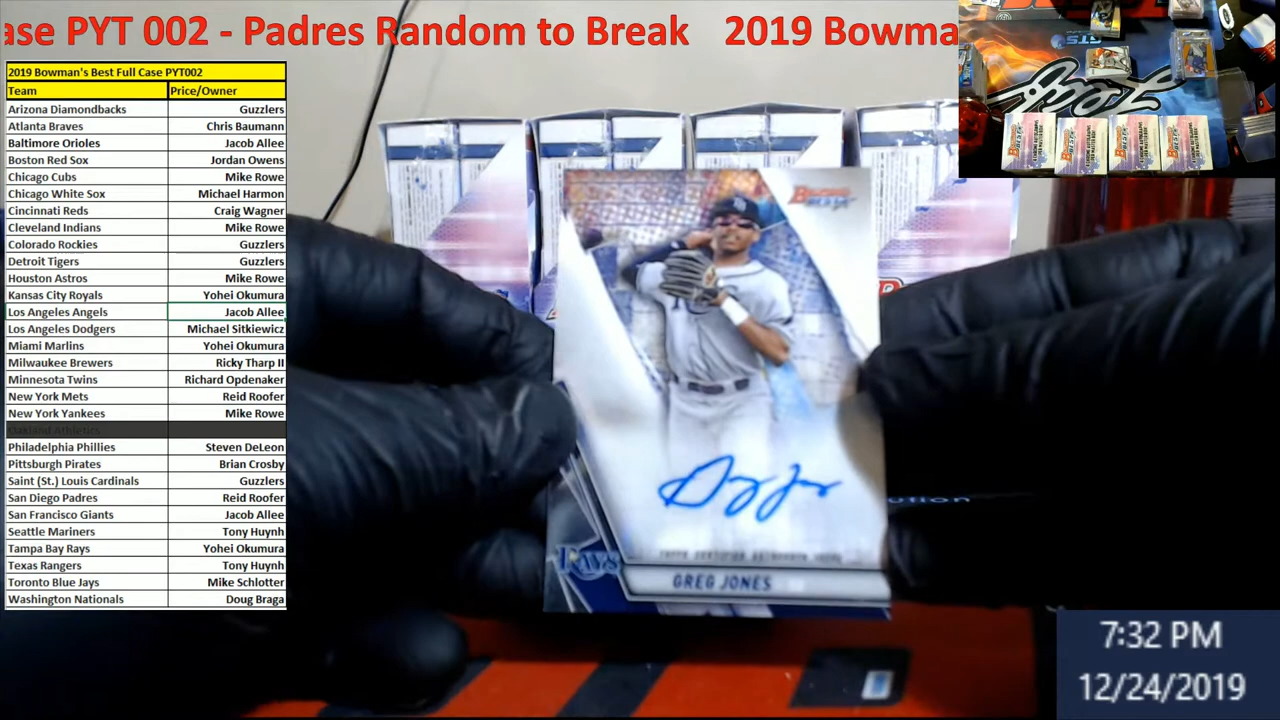 ase PYT 002 - Padres Random to Break 2019 Bowma
2019 Bowman's Best Full Case PYT002
Team Price/Owner
Arizona Diamondbacks Guzzlers
Atlanta Braves Chris Baumann
Baltimore Orioles Jacob Allee
Boston Red Sox Jordan Owens
Chicago Cubs Mike Rowe
Chicago White Sox Michael Harmon
Cincinnati Reds Craig Wagner
Cleveland Indians Mike Rowe
Colorado Rockies Guzzlers
Detroit Tigers Guzzlers
Houston Astros Mike Rowe
Kansas City Royals Yohei Okumura
Los Angeles Angels Jacob Allee
Los Angeles Dodgers Michael Sitkiewicz
Miami Marlins Yohei Okumura
Milwaukee Brewers Ricky Tharp II
Minnesota Twins Richard Opdenaker
New York Mets Reid Roofer
New York Yankees Mike Rowe
Oakland Athletics
Philadelphia Phillies Steven DeLeon
Pittsburgh Pirates Brian Crosby
Saint (St.) Louis Cardinals Guzzlers
San Diego Padres Reid Roofer
San Francisco Giants Jacob Allee
Seattle Mariners Tony Huynh
Tampa Bay Rays Yohei Okumura
Texas Rangers Tony Huynh
Toronto Blue Jays Mike Schlotter
Washington Nationals Doug Braga
Bowman
BEST
RAYS
TOPPS CERTIFIED AUTOGRAPH ISSUE
GREG JONES
7:32 PM
12/24/2019